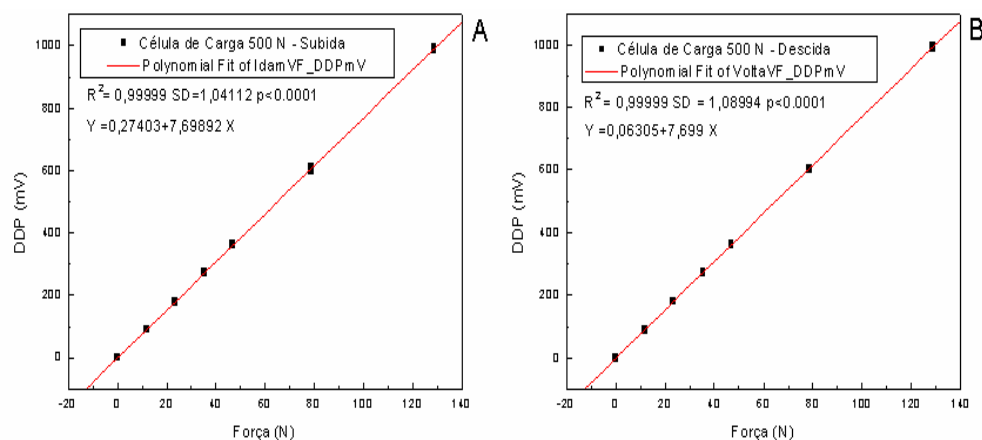 A
Célula de Carga 500 N - Subida
Polynomial Fit of IdamVF_DDPmV
R²= 0,99999 SD=1,04112 p<0.0001
Y =0,27403+7,69892 X
DDP (mV)
1000
800
600
400
200
0
-20 0 20 40 60 80 100 120 140
Força (N)
B
Célula de Carga 500 N - Descida
Polynomial Fit of VoltaVF_DDPmV
R²= 0,99999 SD = 1,08994 p<0.0001
Y =0,06305+7,699 X
DDP (mV)
1000
800
600
400
200
0
-20 0 20 40 60 80 100 120 140
Força (N)